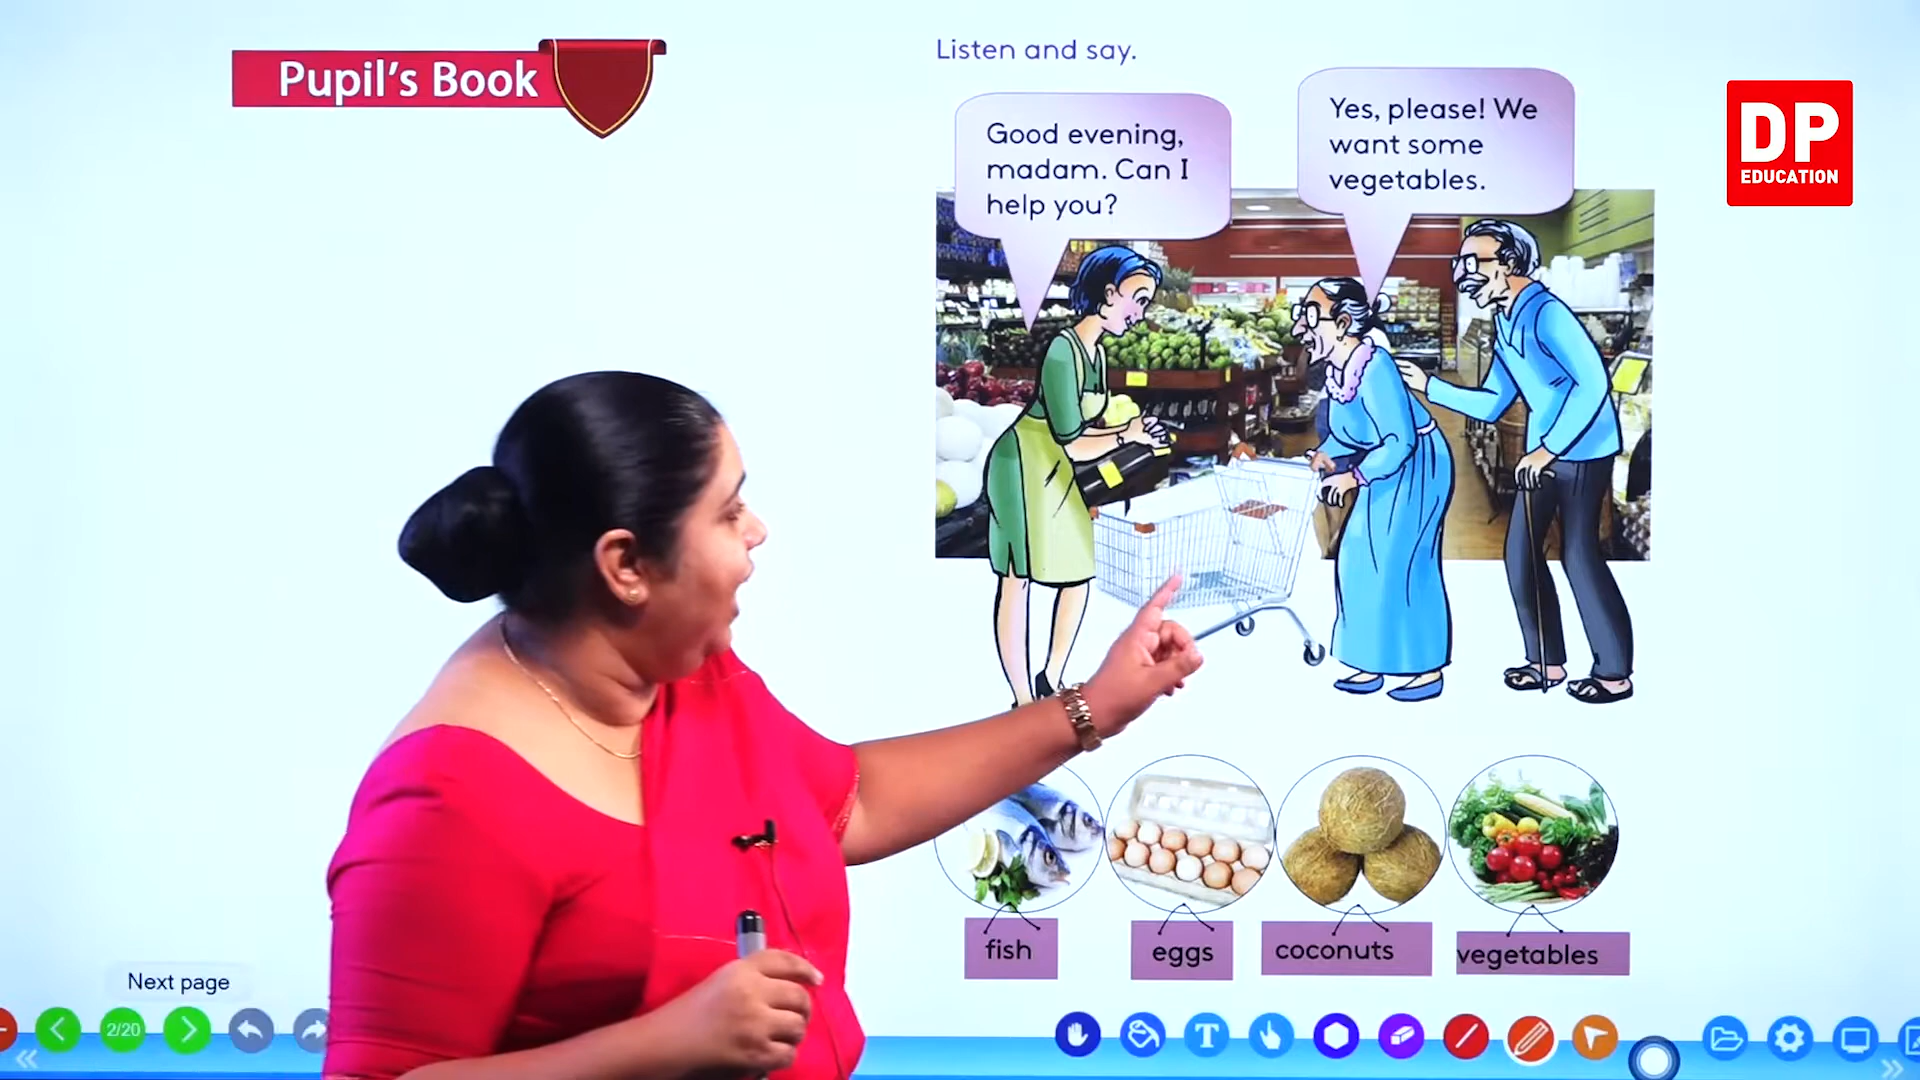 Pupil's Book
Listen and say.
Good evening,
madam. Can I
help you?
Yes, please! We
want some
vegetables.
DP
EDUCATION
fish
eggs
coconuts
vegetables
Next page
2/20
T